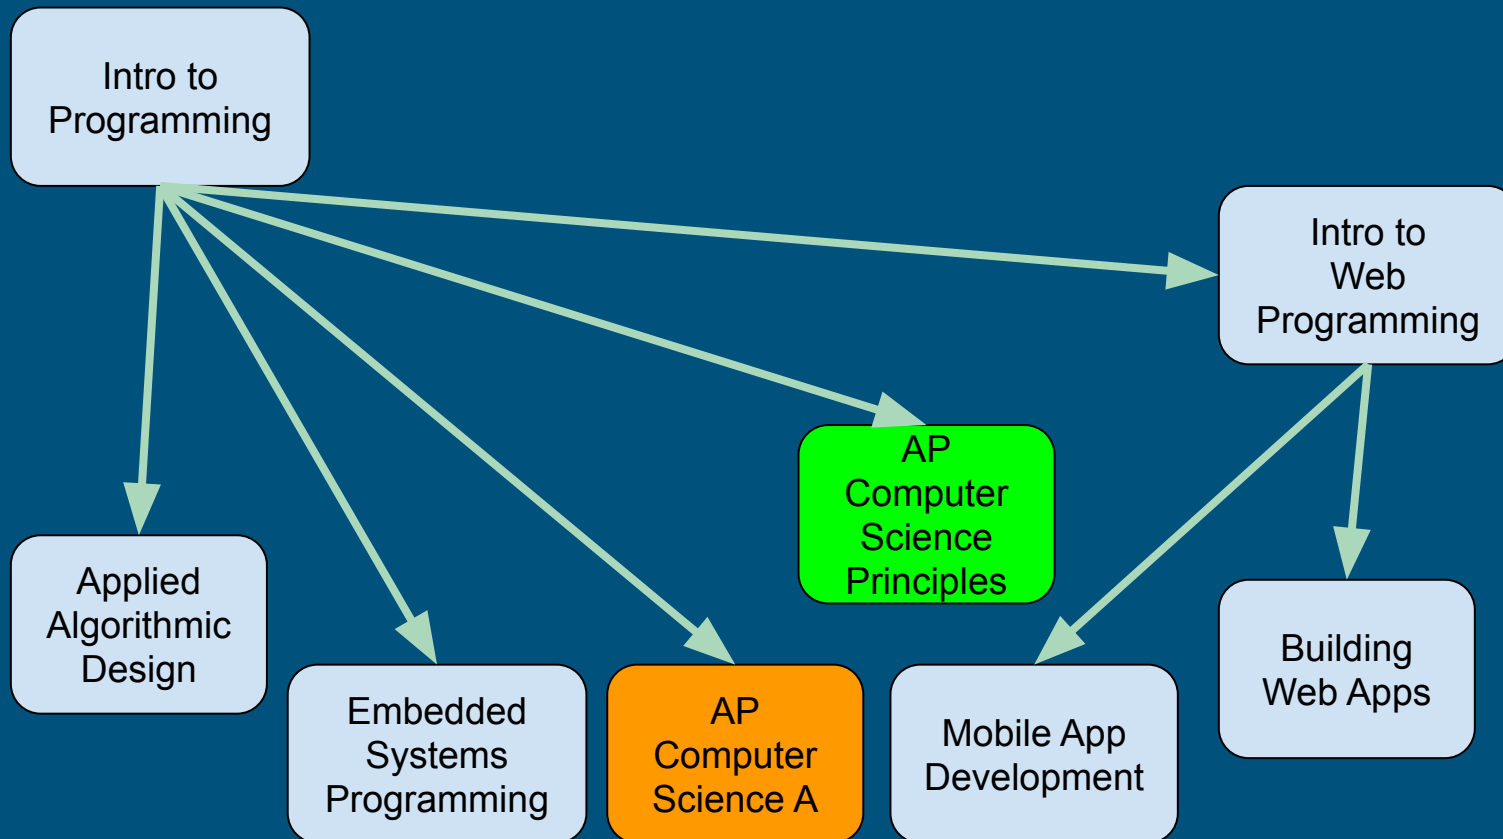 Intro to
Programming
Intro to
Web
Programming
AP
Computer
Science
Principles
Applied
Algorithmic
Design
Embedded
Systems
Programming
AP
Computer
Science A
Mobile App
Development
Building
Web Apps